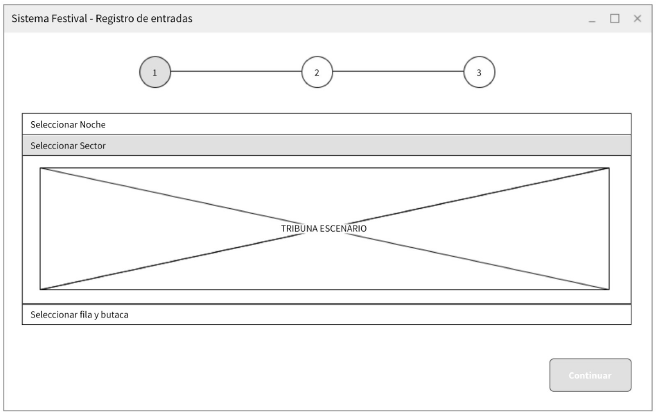 Sistema Festival - Registro de entradas
1
2
3
Seleccionar Noche
Seleccionar Sector
TRIBUNA ESCENARIO
Seleccionar fila y butaca
Continuar